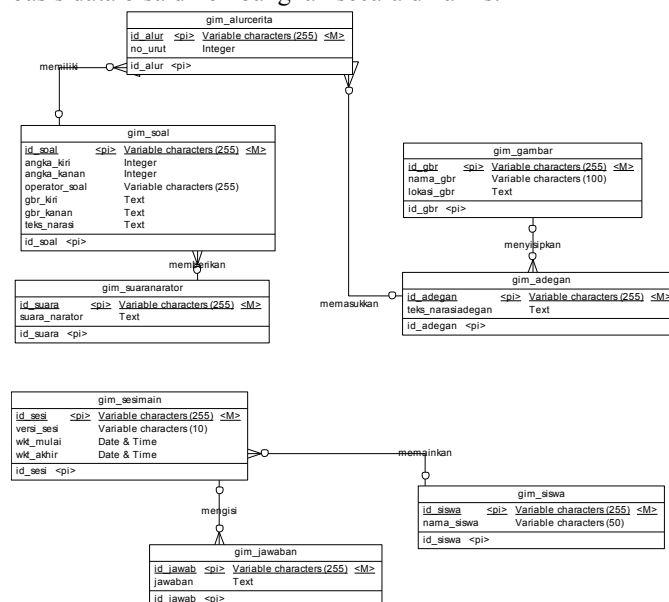 gim_alurcerita
id_alur <pi> Variable characters (255) <M>
no_urut Integer
id_alur <pi>
memiliki
gim_soal
id_soal <pi> Variable characters (255) <M>
angka_kiri Integer
angka_kanan Integer
operator_soal Variable characters (255)
gbr_kiri Text
gbr_kanan Text
teks_narasi Text
id_soal <pi>
gim_gambar
id_gbr <pi> Variable characters (255) <M>
nama_gbr Variable characters (100)
lokasi_gbr Text
id_gbr <pi>
memberikan
menyisipkan
gim_suaranarator
id_suara <pi> Variable characters (255) <M>
suara_narator Text
id_suara <pi>
memasukkan
gim_adegan
id_adegan <pi> Variable characters (255) <M>
teks_narasiadegan Text
id_adegan <pi>
gim_sesimain
id_sesi <pi> Variable characters (255) <M>
versi_sesi Variable characters (10)
wkt_mulai Date & Time
wkt_akhir Date & Time
id_sesi <pi>
memainkan
gim_siswa
id_siswa <pi> Variable characters (255) <M>
nama_siswa Variable characters (50)
id_siswa <pi>
mengisi
gim_jawaban
id_jawab <pi> Variable characters (255) <M>
jawaban Text
id_jawab <pi>